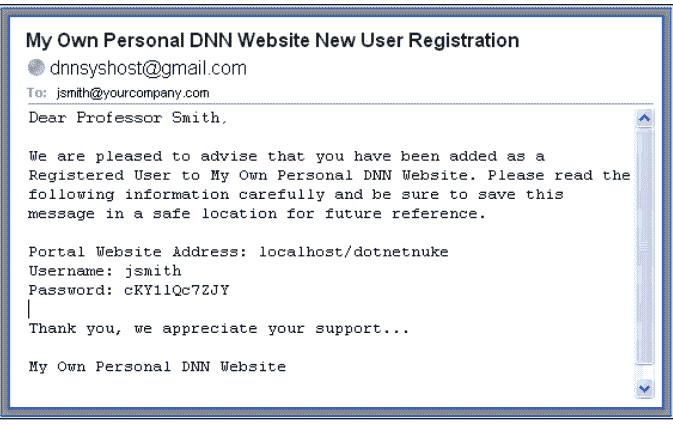 My Own Personal DNN Website New User Registration
dnnsyshost@gmail.com
To: jsmith@yourcompany.com
Dear Professor Smith,
We are pleased to advise that you have been added as a
Registered User to My Own Personal DNN Website. Please read the
following information carefully and be sure to save this
message in a safe location for future reference.
Portal Website Address: localhost/dotnetnuke
Username: jsmith
Password: cKY11Qc7ZJY
Thank you, we appreciate your support...
My Own Personal DNN Website